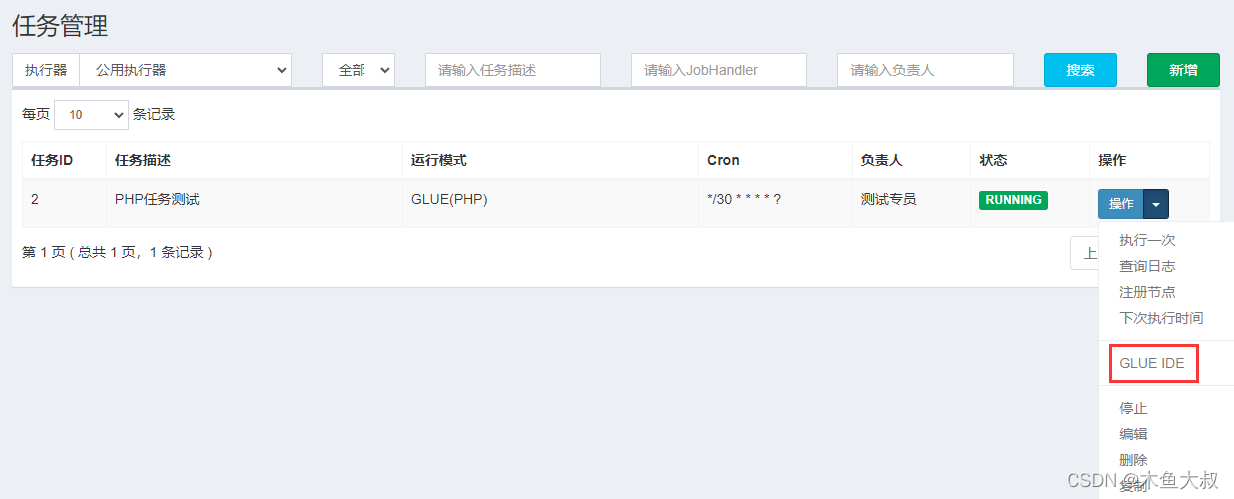 任务管理
执行器 公用执行器 全部 请输入任务描述 请输入JobHandler 请输入负责人 搜索 新增
每页 10 条记录
任务ID 任务描述 运行模式 Cron 负责人 状态 操作
2 PHP任务测试 GLUE(PHP) */30 * * * * ? 测试专员 RUNNING 操作
第 1 页 ( 总共 1 页，1 条记录 ) 上
执行一次
查询日志
注册节点
下次执行时间
GLUE IDE
停止
编辑
删除
复制
CSDN @木鱼大叔